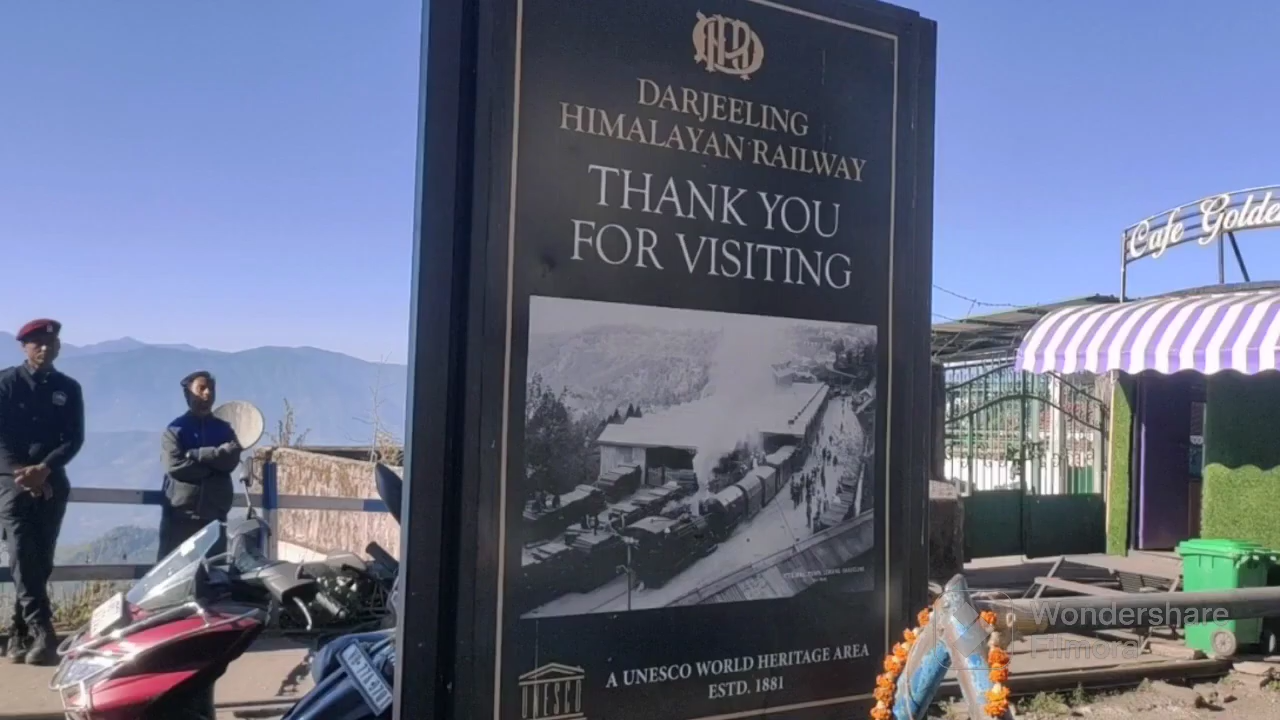 DARJEELING
HIMALAYAN RAILWAY
THANK YOU
FOR VISITING
A UNESCO WORLD HERITAGE AREA
ESTD. 1881
UNESCO
Cafe Golde
Wondershare
Filmora